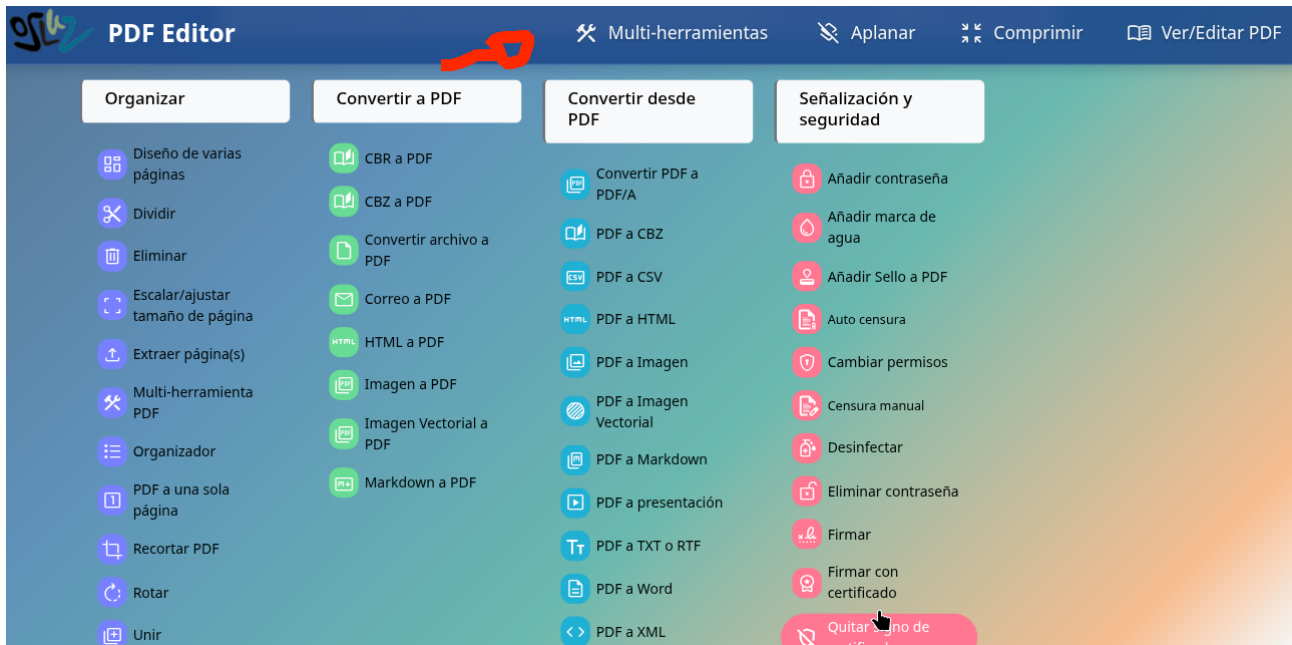 PDF Editor
Multi-herramientas
Aplanar
Comprimir
Ver/Editar PDF
Organizar
Diseño de varias
páginas
Dividir
Eliminar
Escalar/ajustar
tamaño de página
Extraer página(s)
Multi-herramienta
PDF
Organizador
PDF a una sola
página
Recortar PDF
Rotar
Unir
Convertir a PDF
CBR a PDF
CBZ a PDF
Convertir archivo a
PDF
Correo a PDF
HTML a PDF
Imagen a PDF
Imagen Vectorial a
PDF
Markdown a PDF
Convertir desde
PDF
Convertir PDF a
PDF/A
PDF a CBZ
PDF a CSV
PDF a HTML
PDF a Imagen
PDF a Imagen
Vectorial
PDF a Markdown
PDF a presentación
PDF a TXT o RTF
PDF a Word
PDF a XML
Señalización y
seguridad
Añadir contraseña
Añadir marca de
agua
Añadir Sello a PDF
Auto censura
Cambiar permisos
Censura manual
Desinfectar
Eliminar contraseña
Firmar
Firmar con
certificado
Quitar signo de